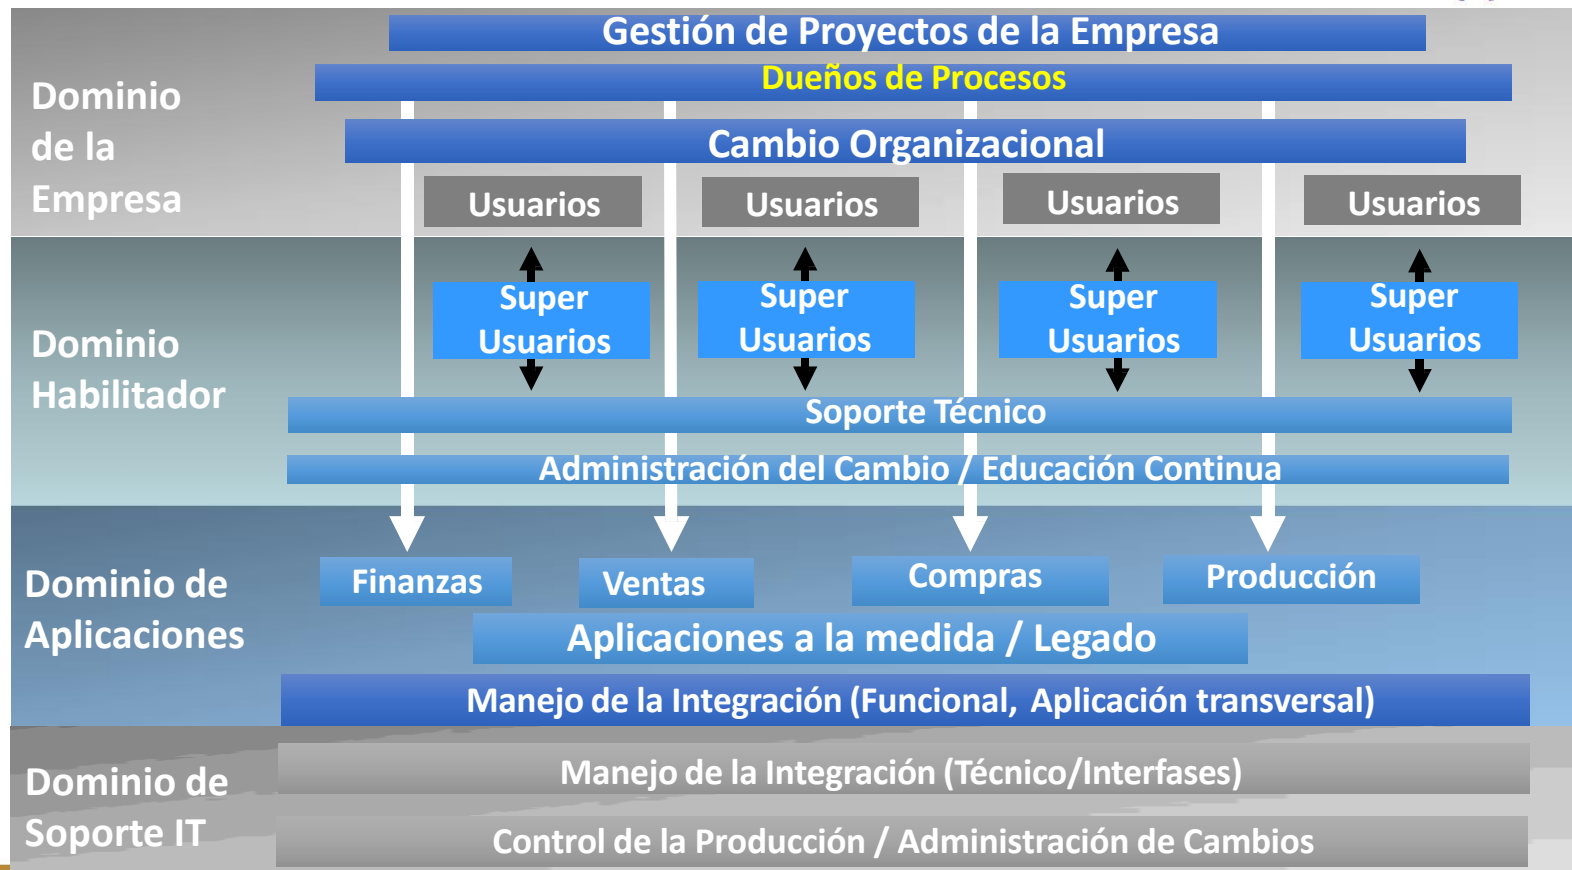 Gestión de Proyectos de la Empresa
Dueños de Procesos
Dominio
de la
Empresa
Cambio Organizacional
Usuarios
Usuarios
Usuarios
Usuarios
Dominio
Habilitador
Super
Usuarios
Super
Usuarios
Super
Usuarios
Super
Usuarios
Soporte Técnico
Administración del Cambio / Educación Continua
Dominio de
Aplicaciones
Finanzas
Ventas
Compras
Producción
Aplicaciones a la medida / Legado
Manejo de la Integración (Funcional, Aplicación transversal)
Dominio de
Soporte IT
Manejo de la Integración (Técnico/Interfases)
Control de la Producción / Administración de Cambios